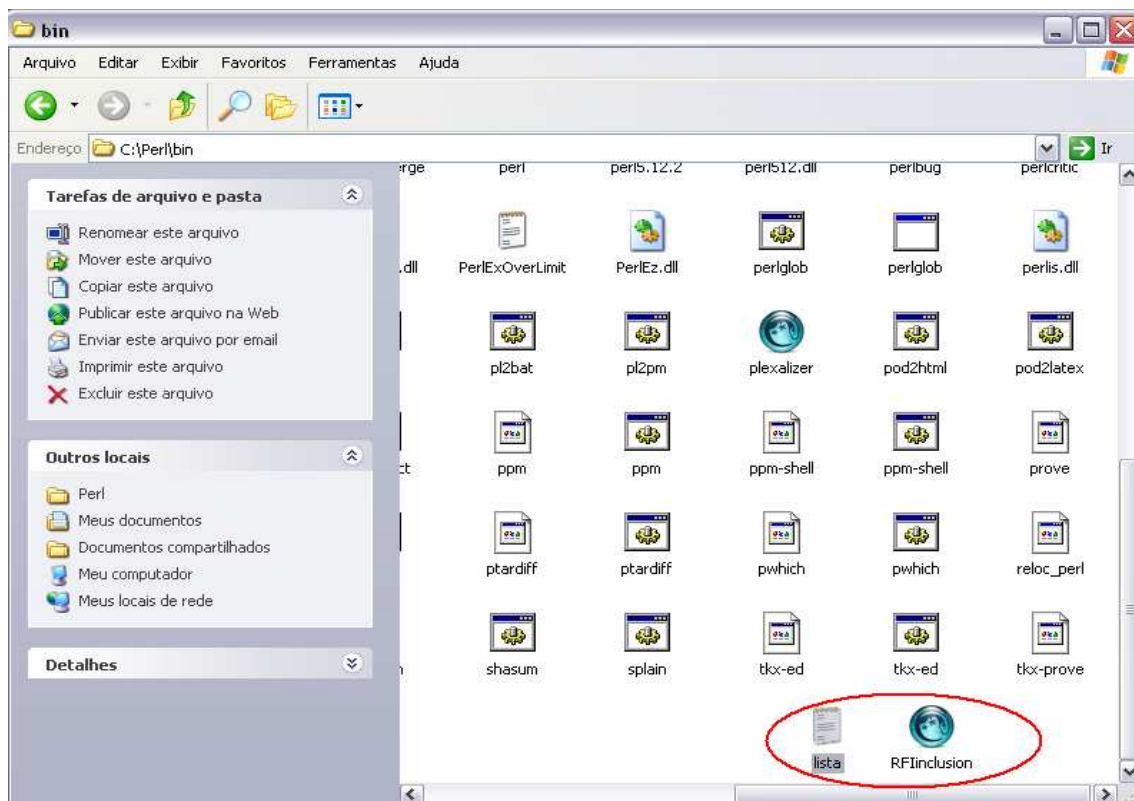 bin
Arquivo Editar Exibir Favoritos Ferramentas Ajuda
Endereço C:\Perl\bin Ir
Tarefas de arquivo e pasta
Renomear este arquivo
Mover este arquivo
Copiar este arquivo
Publicar este arquivo na Web
Enviar este arquivo por email
Imprimir este arquivo
Excluir este arquivo
Outros locais
Perl
Meus documentos
Documentos compartilhados
Meu computador
Meus locais de rede
Detalhes
rge perl perl5.12.2 perl512.dll perlbug perlcritic
.dll PerlExOverLimit PerlEz.dll perlglob perlglob perlis.dll
pl2bat pl2pm plexalizer pod2html pod2latex
ct ppm ppm ppm-shell ppm-shell prove
ptardiff ptardiff pwhich pwhich reloc_perl
shasum splain tkx-ed tkx-ed tkx-prove
lista RFIinclusion